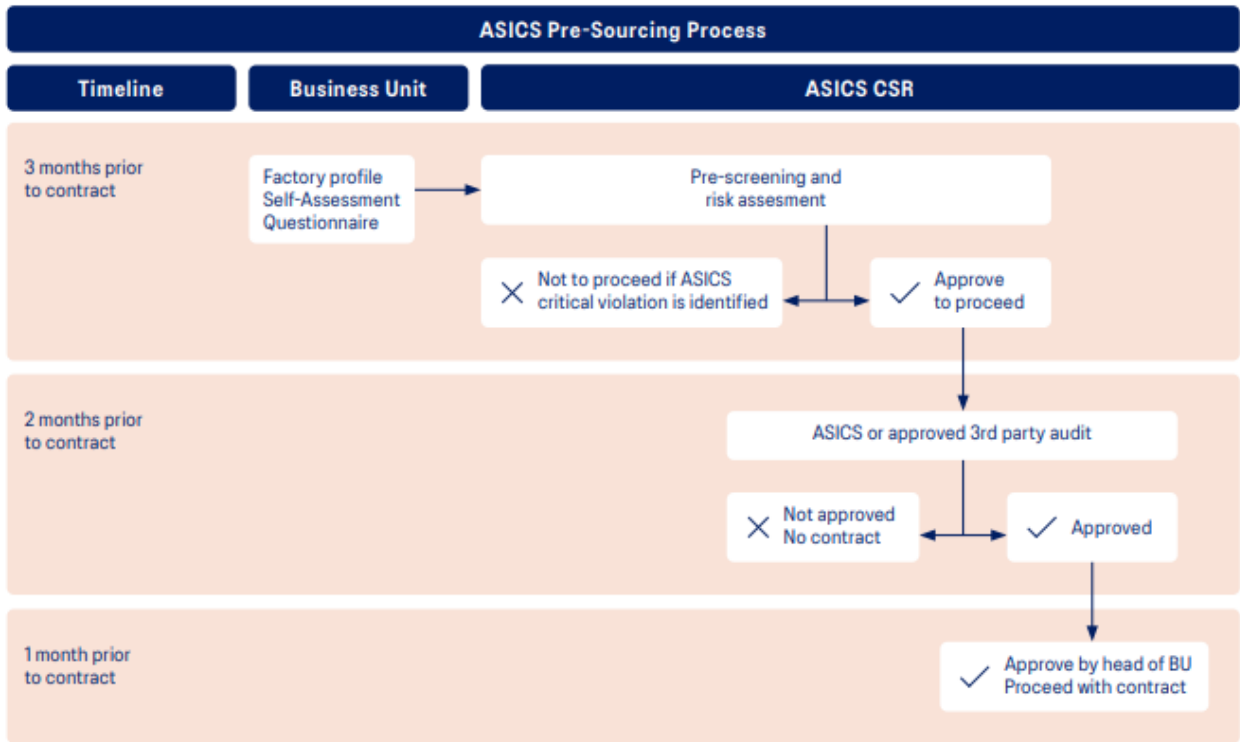 ASICS Pre-Sourcing Process
Timeline
Business Unit
ASICS CSR
3 months prior
to contract
Factory profile
Self-Assessment
Questionnaire
Pre-screening and
risk assesment
Not to proceed if ASICS
critical violation is identified
Approve
to proceed
2 months prior
to contract
ASICS or approved 3rd party audit
Not approved
No contract
Approved
1 month prior
to contract
Approve by head of BU
Proceed with contract